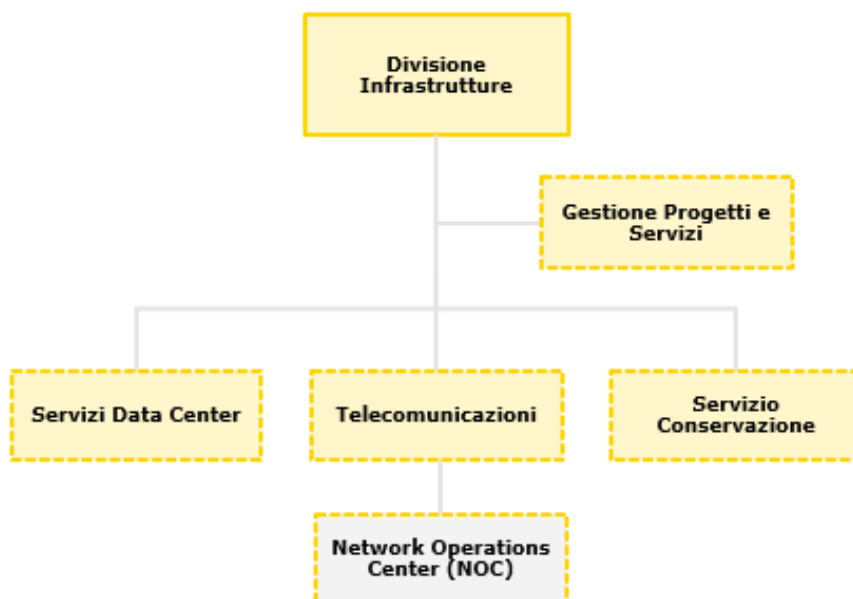 Divisione
Infrastrutture
Gestione Progetti e
Servizi
Servizi Data Center
Telecomunicazioni
Servizio
Conservazione
Network Operations
Center (NOC)